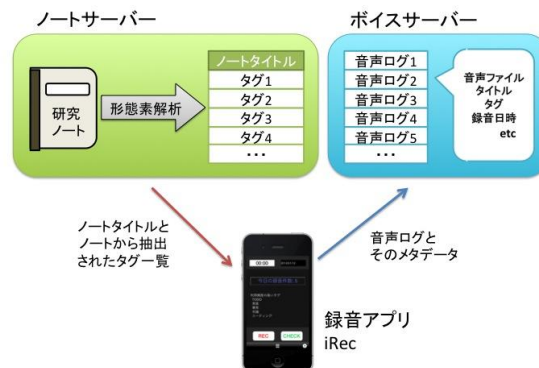 ノートサーバー
ボイスサーバー
研究
ノート
形態素解析
ノートタイトル
タグ1
タグ2
タグ3
タグ4
・・・
音声ログ1
音声ログ2
音声ログ3
音声ログ4
音声ログ5
・・・
音声ファイル
タイトル
タグ
録音日時
etc
ノートタイトルと
ノートから抽出
されたタグ一覧
音声ログと
そのメタデータ
00:00
REC
CHECK
録音アプリ
iRec